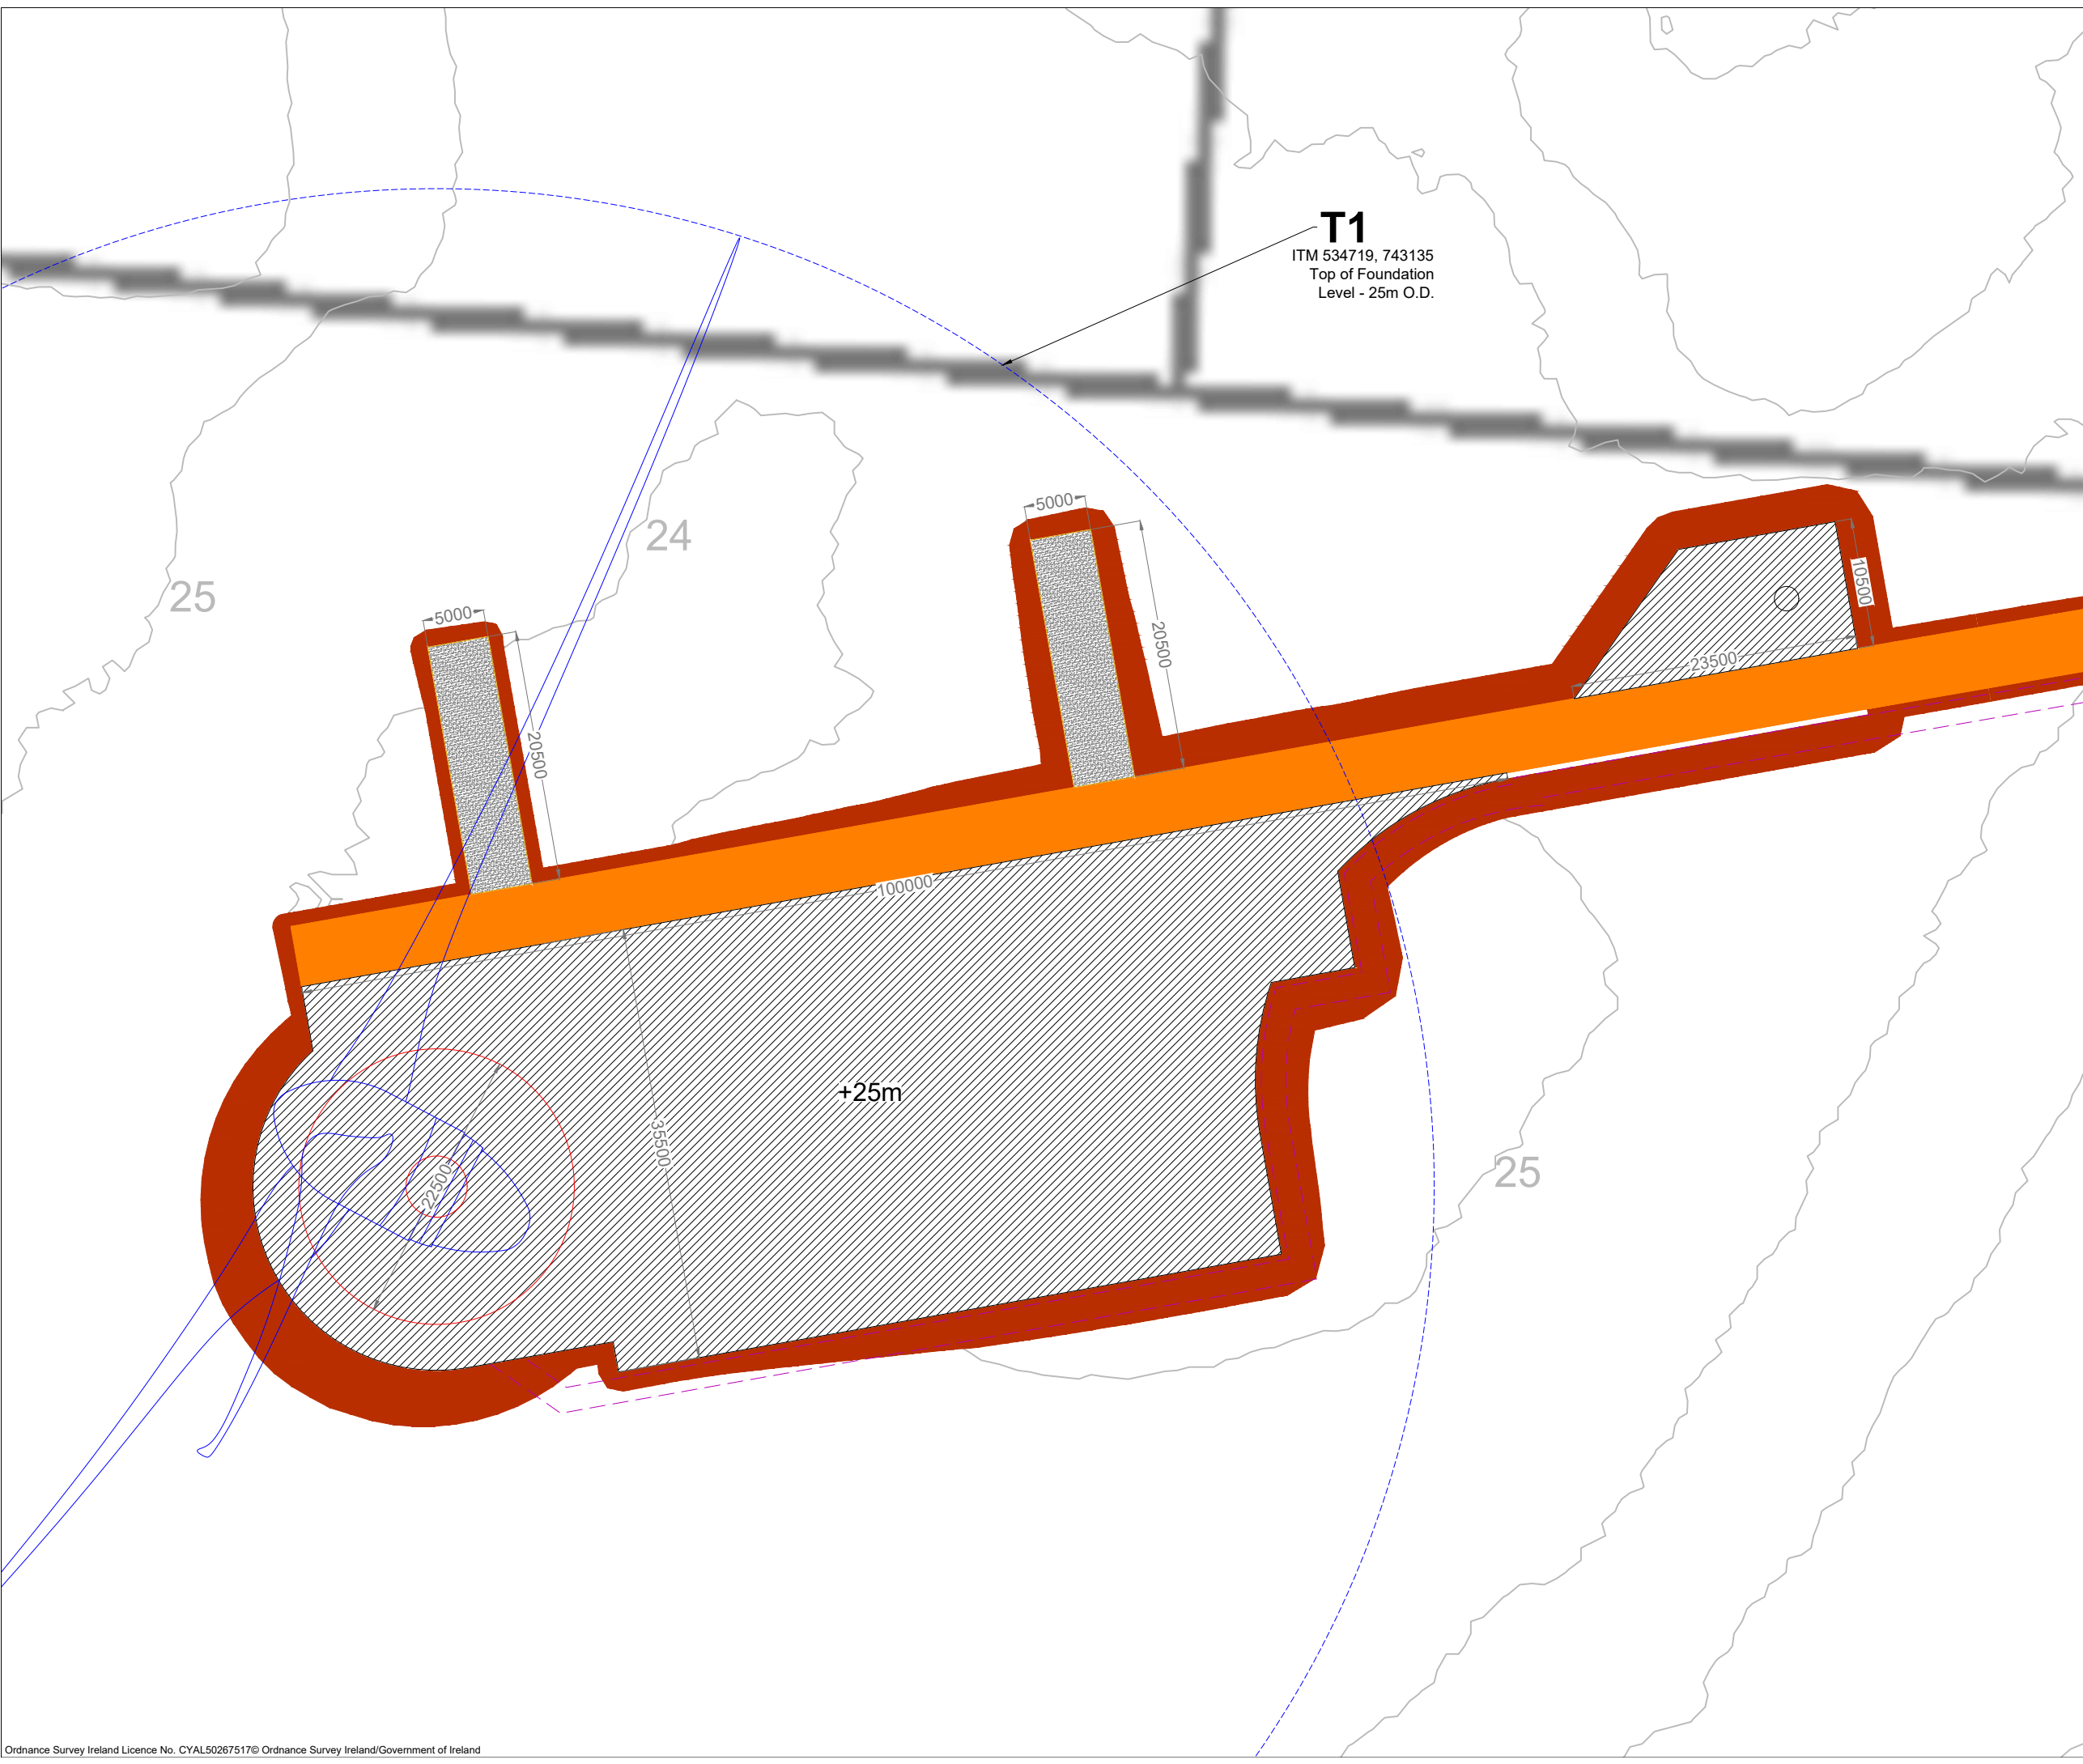 T1
ITM 534719, 743135
Top of Foundation
Level - 25m O.D.
5000
24
10500
25
5000
20500
23500
20500
100000
+25m
35500
25
22500
Ordnance Survey Ireland Licence No. CYAL50267517© Ordnance Survey Ireland/Government of Ireland